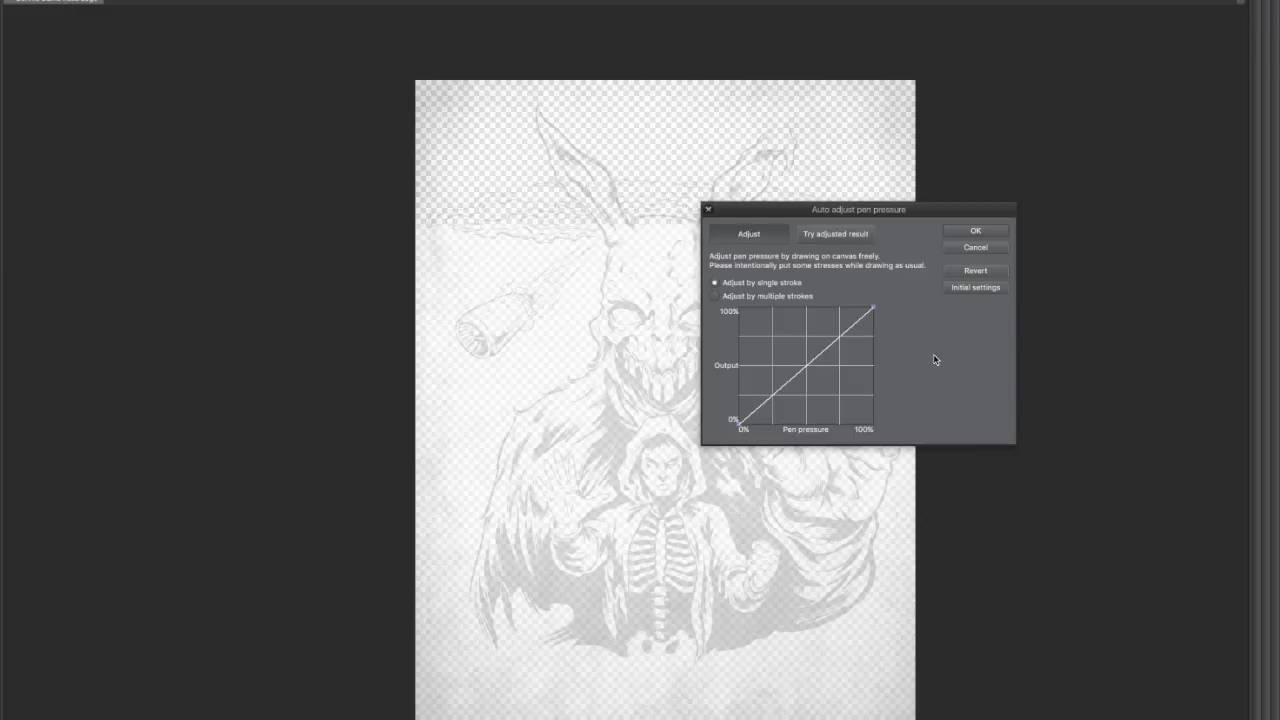 Auto adjust pen pressure
Adjust
Try adjusted result
OK
Cancel
Adjust pen pressure by drawing on canvas freely.
Please intentionally put some stresses while drawing as usual.
Revert
Initial settings
Adjust by single stroke
Adjust by multiple strokes
100%
Output
0%
0%
Pen pressure
100%